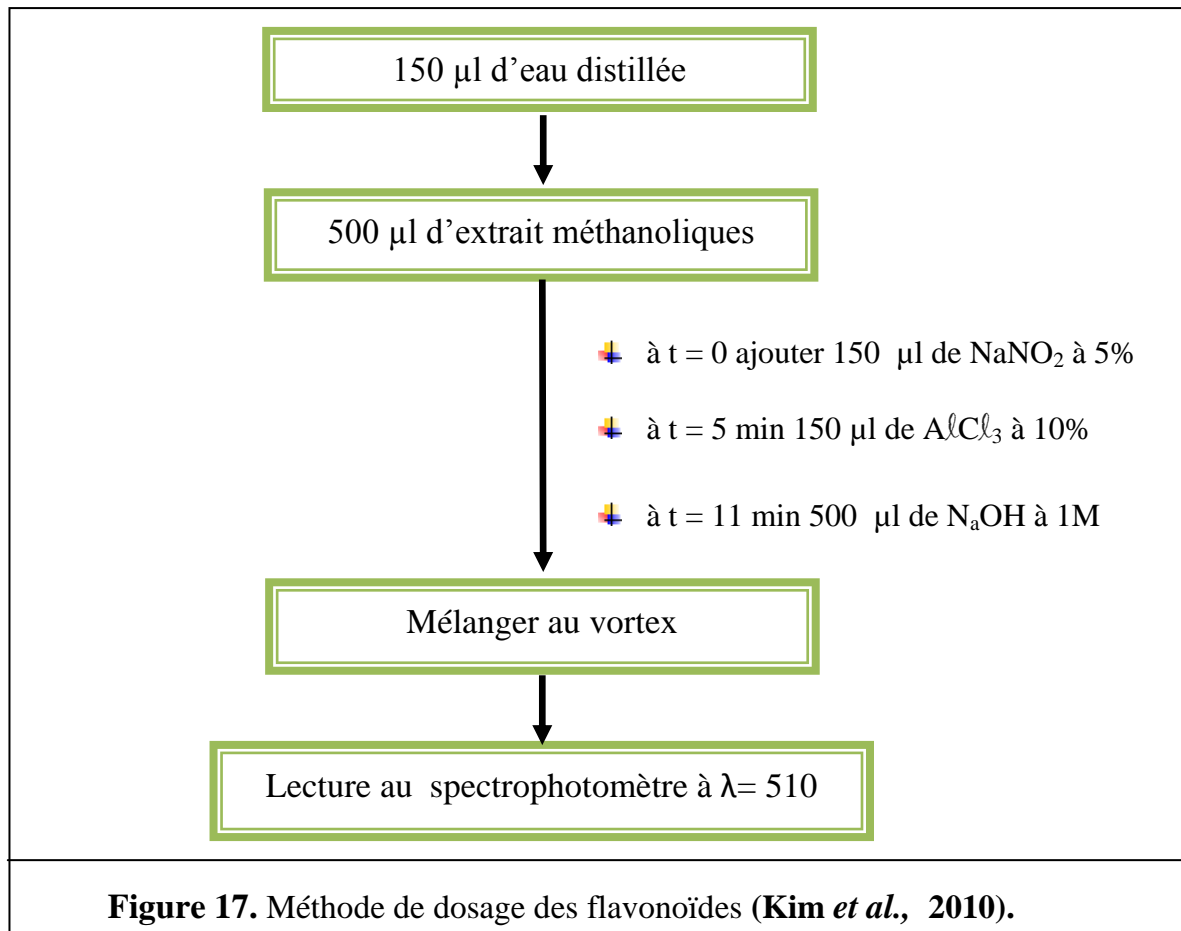 150 µl d’eau distillée
500 µl d’extrait méthanoliques
à t = 0 ajouter 150 µl de NaNO₂ à 5%
à t = 5 min 150 µl de AℓCℓ₃ à 10%
à t = 11 min 500 µl de NₐOH à 1M
Mélanger au vortex
Lecture au spectrophotomètre à λ= 510
Figure 17. Méthode de dosage des flavonoïdes (Kim et al., 2010).